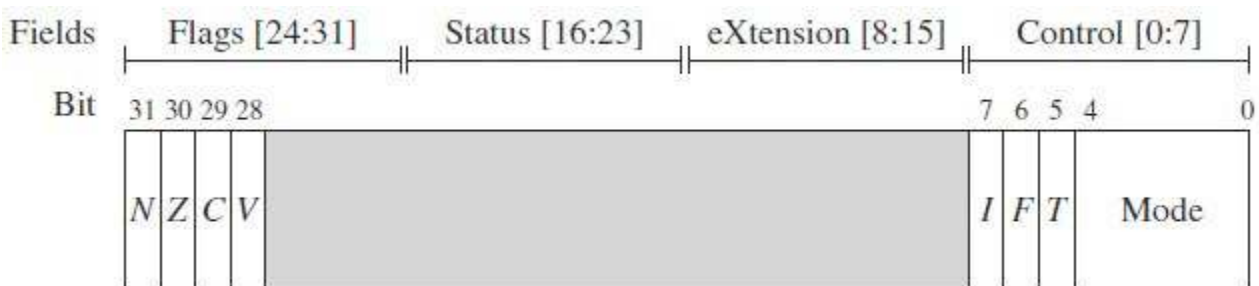 Fields Flags [24:31] Status [16:23] eXtension [8:15] Control [0:7]
Bit 31 30 29 28 7 6 5 4 0
N Z C V I F T Mode